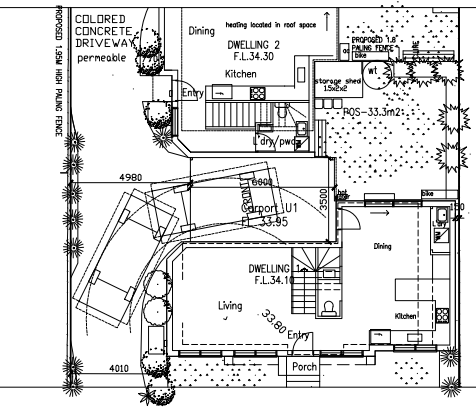 PROPOSED 1.95M HIGH PALING FENCE
COLORED
CONCRETE
DRIVEWAY
permeable
Dining
heating located in roof space
DWELLING 2
F.L.34.30
Kitchen
Entry
L'dry/pwd
PROPOSED 1.8
PALING FENCE
bike
wt
storage shed
1.5x2x2
POS-33.3m2
4980
6000
Carport U1
F.L. 33.95
3500
hot
bike
150
L'dry
Dining
DWELLING 1
F.L.34.10
Living
33.80
Entry
Kitchen
Porch
4010